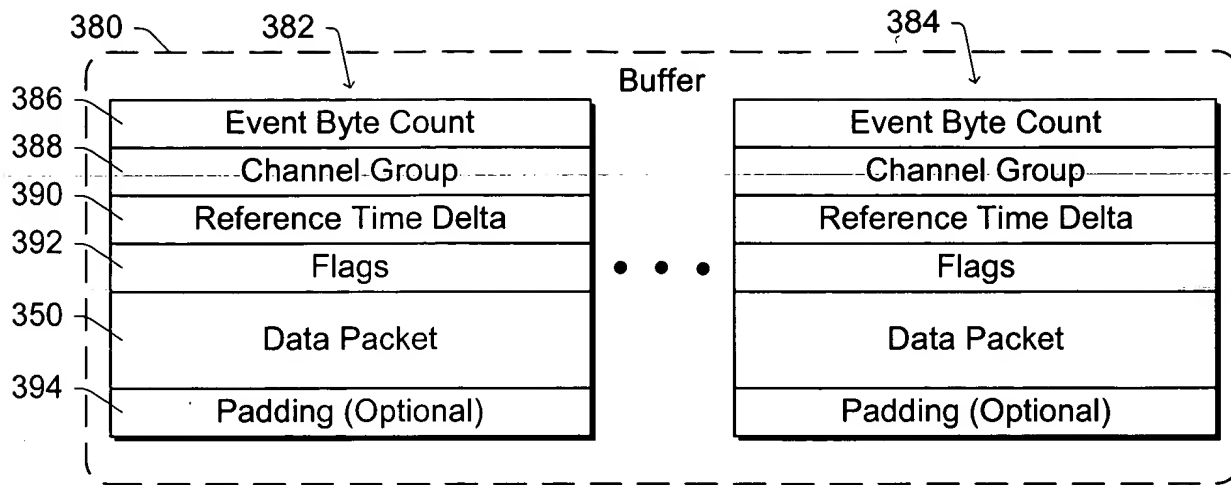 380
382
384
Buffer
386
Event Byte Count
Event Byte Count
388
Channel Group
Channel Group
390
Reference Time Delta
Reference Time Delta
392
Flags
Flags
350
Data Packet
Data Packet
394
Padding (Optional)
Padding (Optional)